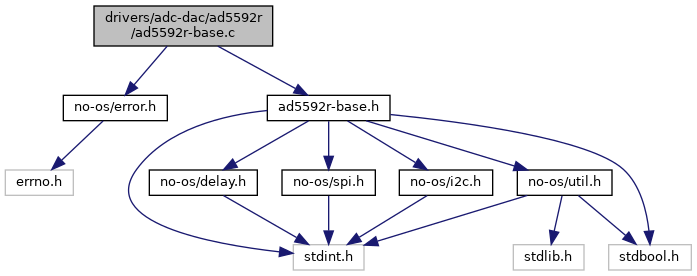 drivers/adc-dac/ad5592r
/ad5592r-base.c
no-os/error.h
ad5592r-base.h
errno.h
no-os/delay.h
no-os/spi.h
no-os/i2c.h
no-os/util.h
stdint.h
stdlib.h
stdbool.h